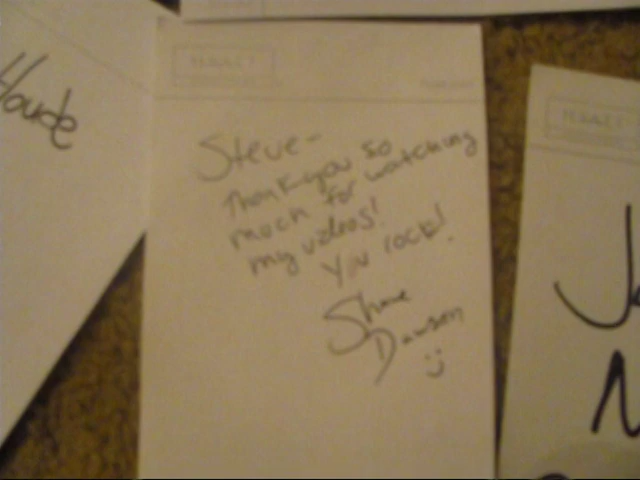 Houde
Steve-
Thank you so
much for watching
my videos!
You rock!
Shane
Dawson